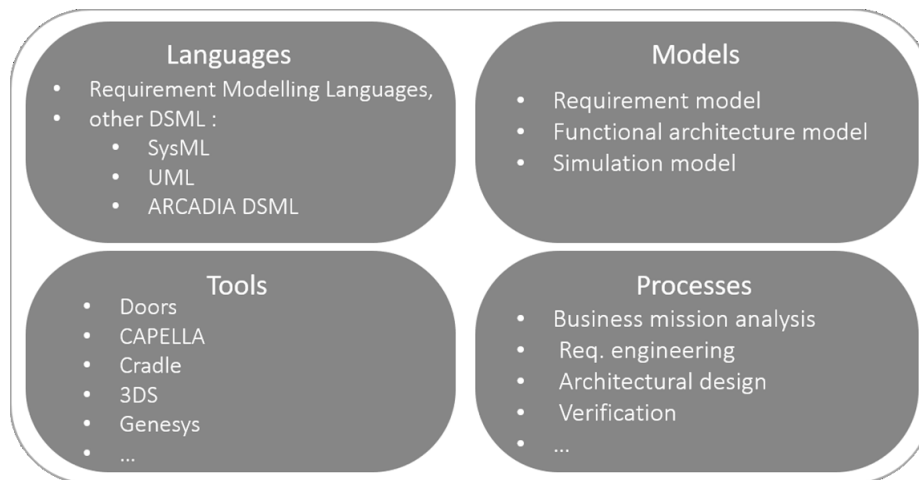 Languages
• Requirement Modelling Languages,
• other DSML :
• SysML
• UML
• ARCADIA DSML
Models
• Requirement model
• Functional architecture model
• Simulation model
Tools
• Doors
• CAPELLA
• Cradle
• 3DS
• Genesys
• ...
Processes
• Business mission analysis
• Req. engineering
• Architectural design
• Verification
• ...